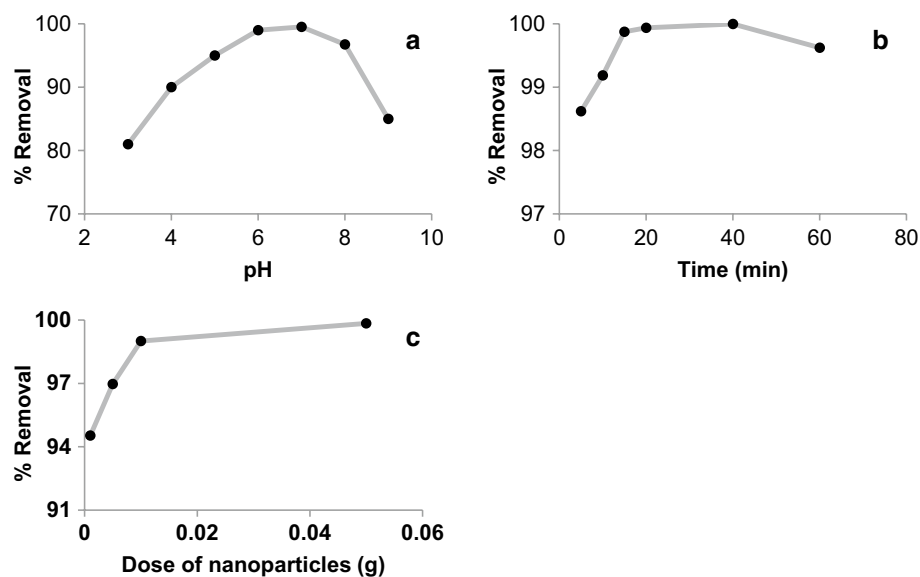 100
90
80
70
% Removal
2 4 6 8 10
pH
a
100
99
98
97
% Removal
0 20 40 60 80
Time (min)
b
100
97
94
91
% Removal
0 0.02 0.04 0.06
Dose of nanoparticles (g)
c